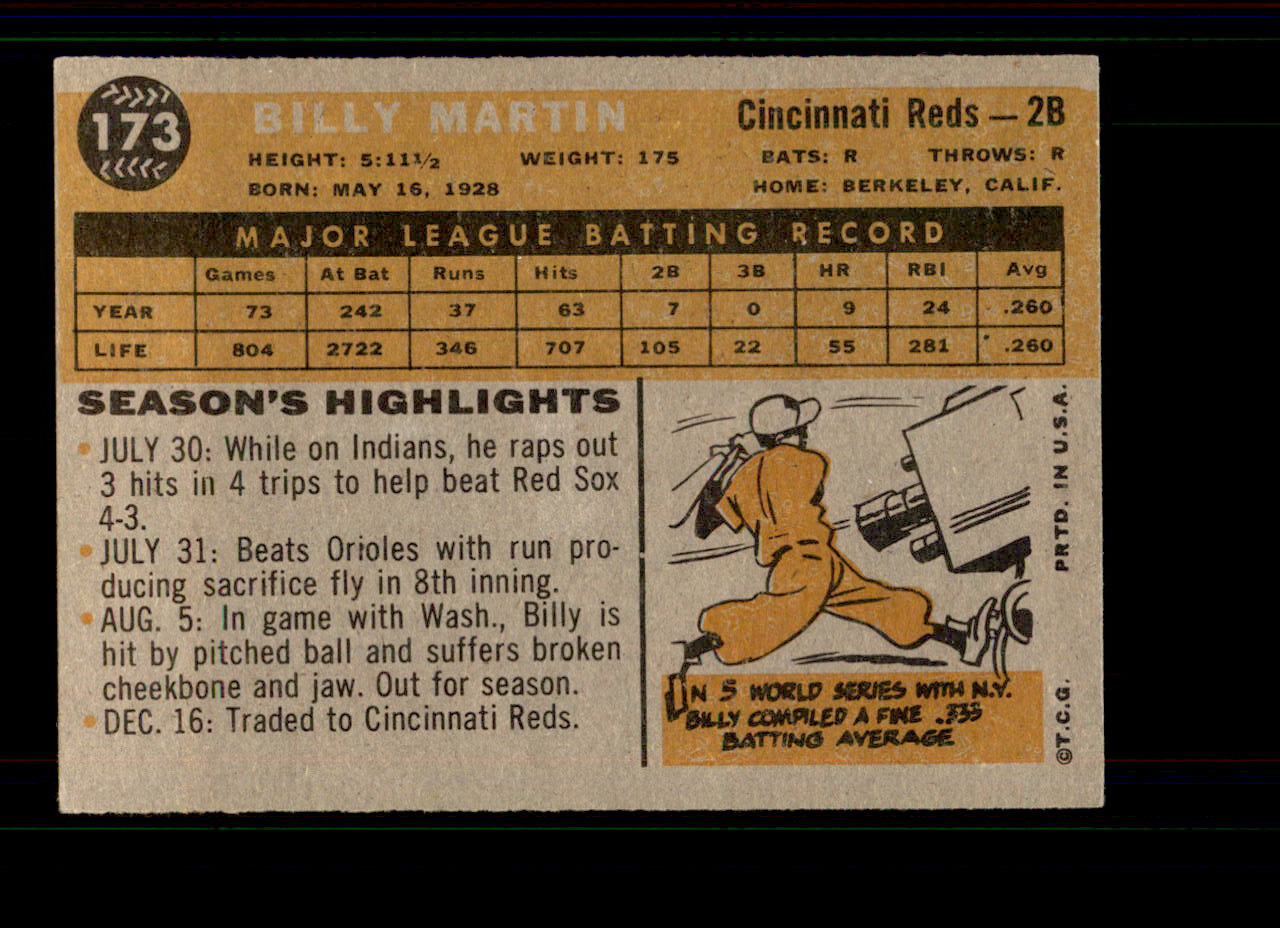 173
BILLY MARTIN
Cincinnati Reds — 2B
HEIGHT: 5:11½ WEIGHT: 175 BATS: R THROWS: R
BORN: MAY 16, 1928 HOME: BERKELEY, CALIF.
MAJOR LEAGUE BATTING RECORD
Games At Bat Runs Hits 2B 3B HR RBI Avg
YEAR 73 242 37 63 7 0 9 24 .260
LIFE 804 2722 346 707 105 22 55 281 .260
SEASON'S HIGHLIGHTS
• JULY 30: While on Indians, he raps out
3 hits in 4 trips to help beat Red Sox
4-3.
• JULY 31: Beats Orioles with run pro-
ducing sacrifice fly in 8th inning.
• AUG. 5: In game with Wash., Billy is
hit by pitched ball and suffers broken
cheekbone and jaw. Out for season.
• DEC. 16: Traded to Cincinnati Reds.
IN 5 WORLD SERIES WITH N.Y.
BILLY COMPILED A FINE .333
BATTING AVERAGE
©T.C.G. PRTD. IN U.S.A.